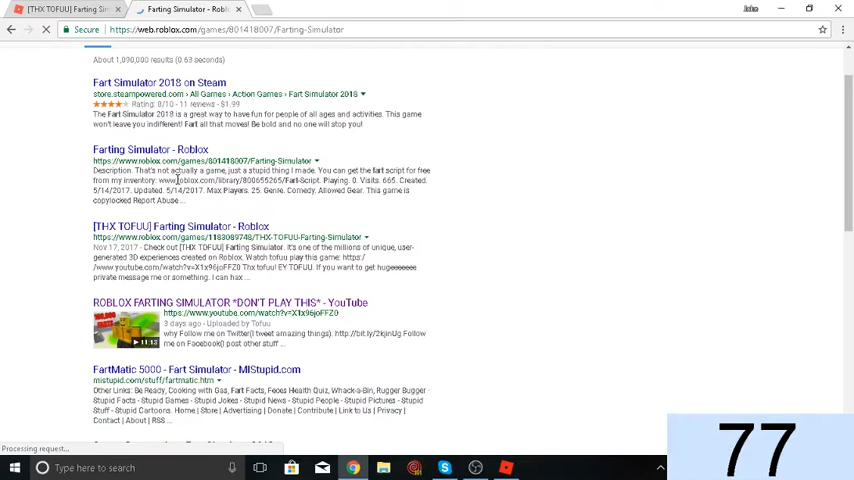 [THX TOFUU] Farting Sim
Farting Simulator - Roblo
John
Secure
https://web.roblox.com/games/801418007/Farting-Simulator
About 1,090,000 results (0.63 seconds)
Fart Simulator 2018 on Steam
store.steampowered.com › All Games › Action Games › Fart Simulator 2018
Rating: 8/10 - 11 reviews - $1.99
The Fart Simulator 2018 is a great way to have fun for people of all ages and activities. This game
won't leave you indifferent! Fart all that moves! Be bold and no one will stop you!
Farting Simulator - Roblox
https://www.roblox.com/games/801418007/Farting-Simulator
Description. That's not actually a game, just a stupid thing I made. You can get the fart script for free
from my inventory: www.roblox.com/library/800655265/Fart-Script. Playing. 0. Visits. 665. Created.
5/14/2017. Updated. 5/14/2017. Max Players. 25. Genre. Comedy. Allowed Gear. This game is
copylocked Report Abuse ...
[THX TOFUU] Farting Simulator - Roblox
https://www.roblox.com/games/1183089748/THX-TOFUU-Farting-Simulator
Nov 17, 2017 - Check out [THX TOFUU] Farting Simulator. It's one of the millions of unique, user-
generated 3D experiences created on Roblox. Watch tofuu play this game: https:/
/www.youtube.com/watch?v=X1x96joFFZ0 Thx tofuu! EY TOFU. If you want to get hugeeeeeee
private message me or something. I can hax ...
ROBLOX FARTING SIMULATOR *DON'T PLAY THIS* - YouTube
https://www.youtube.com/watch?v=X1x96joFFZ0
3 days ago - Uploaded by Tofuu
why Follow me on Twitter(I tweet amazing things). http://bit.ly/2kjnUg Follow
me on Facebook(I post other stuff ...
11:13
FartMatic 5000 - Fart Simulator - MIStupid.com
mistupid.com/stuff/fartmatic.htm
Other Links: Be Ready, Cooking with Gas, Fart Facts, Feces Health Quiz, Whack-a-Bin, Rugger Bugger ·
Stupid Facts · Stupid Games · Stupid Jokes · Stupid News · Stupid People · Stupid Pictures · Stupid
Stuff · Stupid Cartoons. Home | Store | Advertising | Donate | Contribute | Link to Us | Privacy |
Contact | About | RSS ...
Processing request...
77
Type here to search